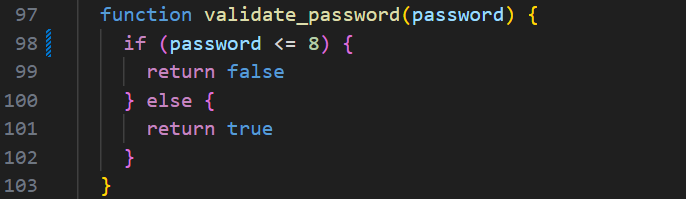 97 function validate_password(password) {
98 if (password <= 8) {
99 return false
100 } else {
101 return true
102 }
103 }